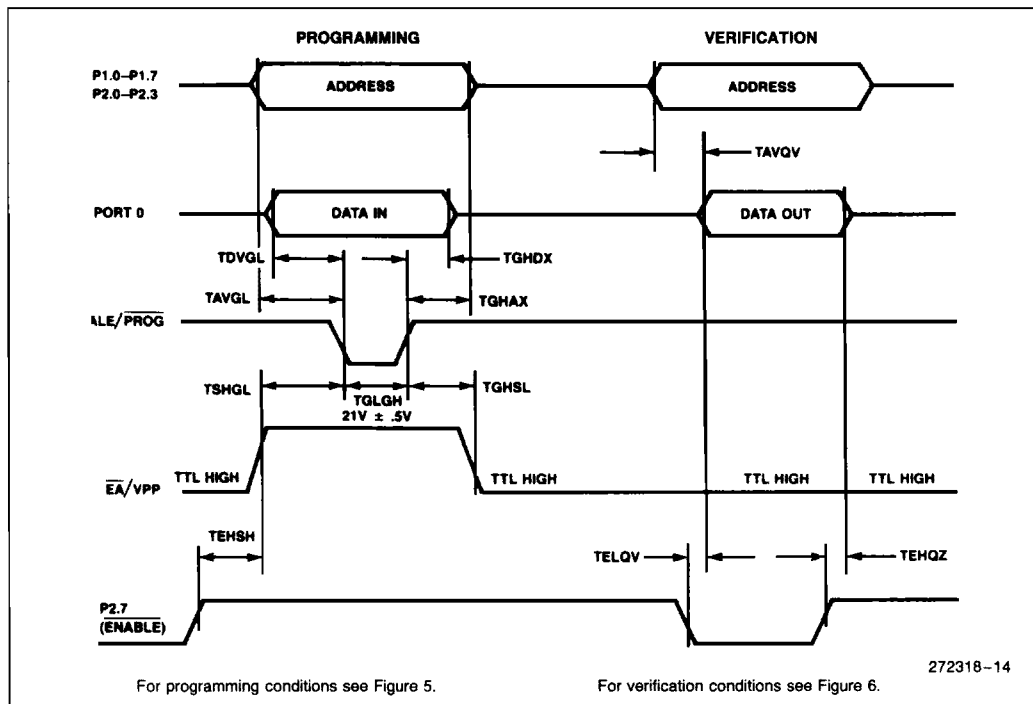 PROGRAMMING
VERIFICATION
P1.0–P1.7
P2.0–P2.3
ADDRESS
ADDRESS
TAVQV
PORT 0
DATA IN
DATA OUT
TDVGL
TGHDX
TAVGL
TGHAX
ALE/PROG
TSHGL
TGLGH
TGHSL
21V ± .5V
EA/VPP
TTL HIGH
TTL HIGH
TTL HIGH
TTL HIGH
TEHSH
TELQV
TEHQZ
P2.7
(ENABLE)
272318–14
For programming conditions see Figure 5.
For verification conditions see Figure 6.